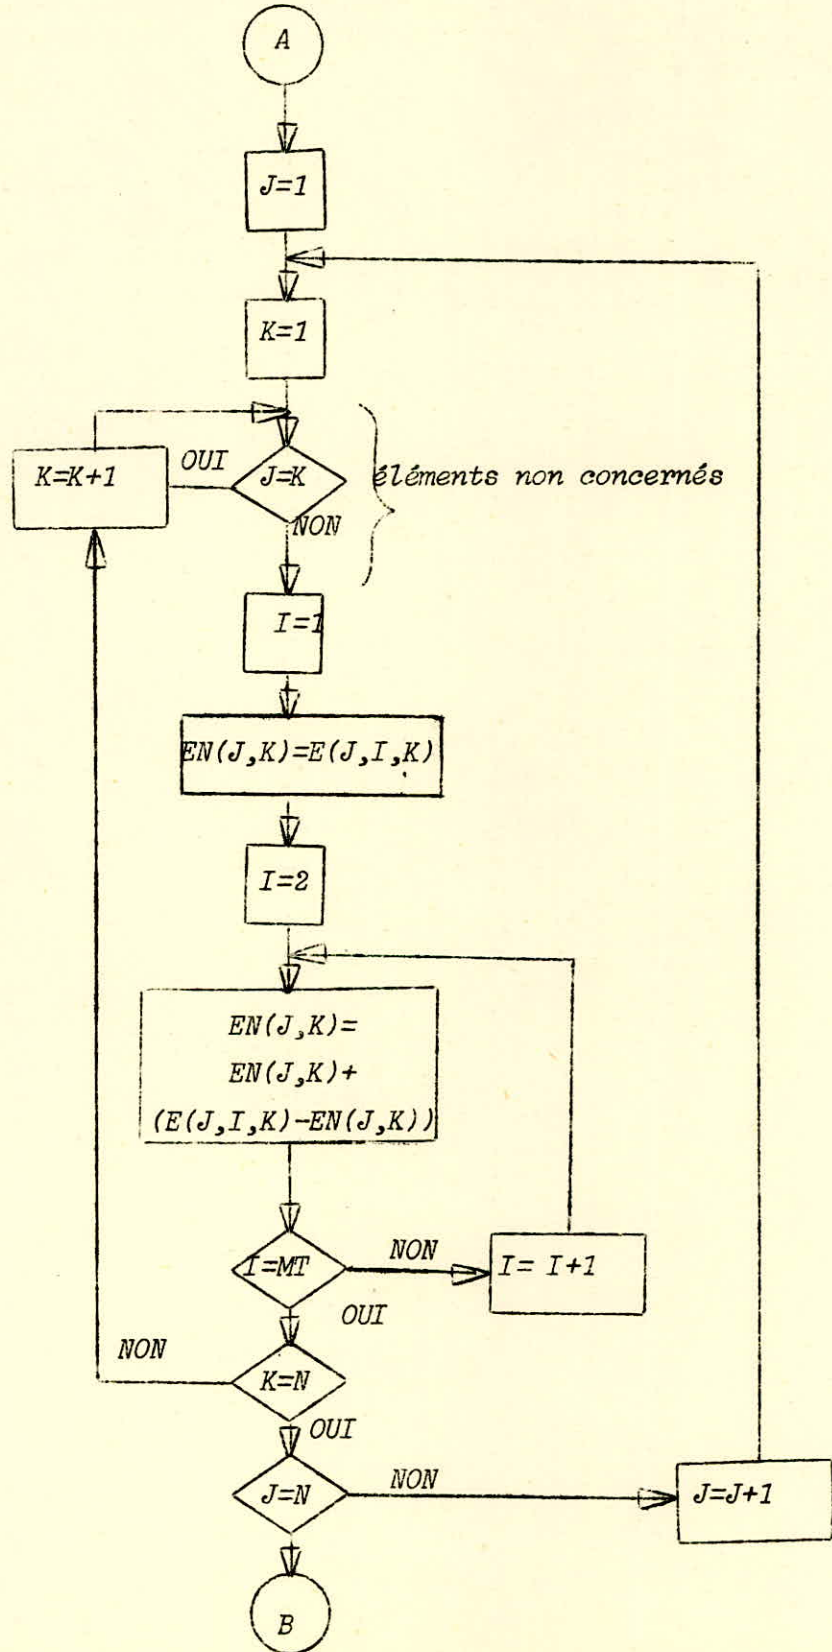 A
J=1
K=1
K=K+1
OUI
J=K
éléments non concernés
NON
I=1
EN(J,K)=E(J,I,K)
I=2
EN(J,K)=
EN(J,K)+
(E(J,I,K)-EN(J,K))
I=MT
NON
I= I+1
OUI
NON
K=N
OUI
J=N
NON
J=J+1
B